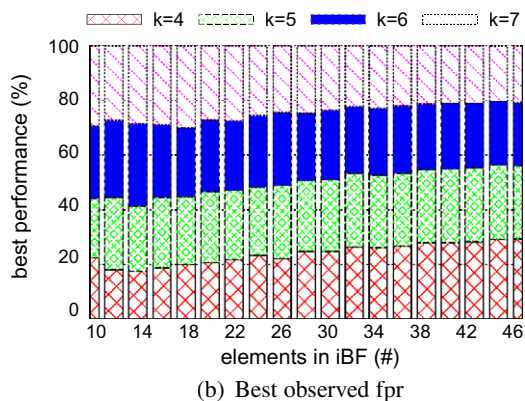 k=4 k=5 k=6 k=7
100
80
60
40
20
0
best performance (%)
10 14 18 22 26 30 34 38 42 46
elements in iBF (#)
(b) Best observed fpr